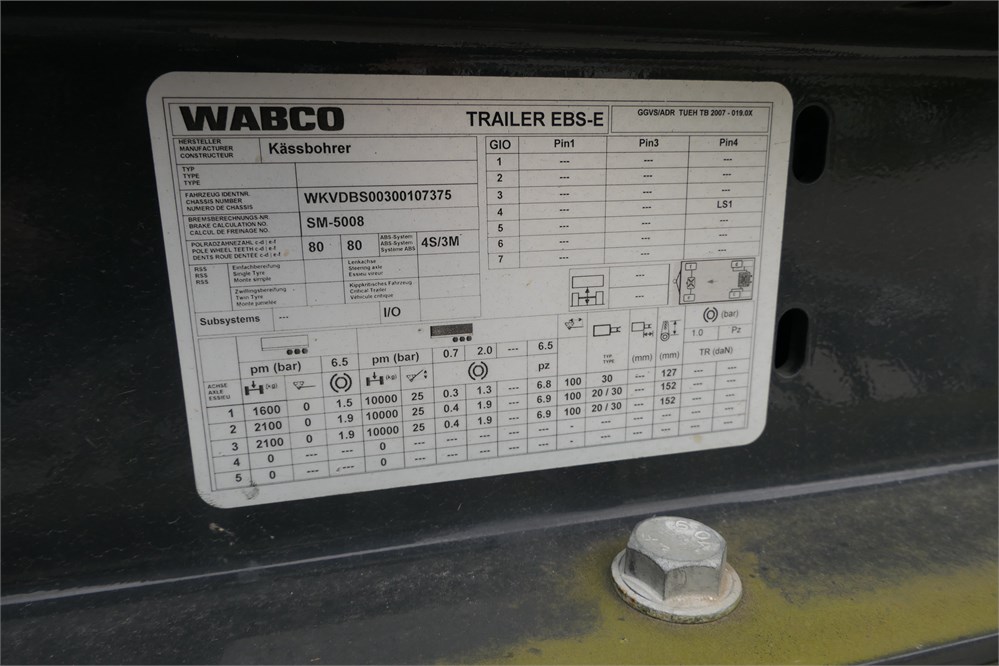 WABCO TRAILER EBS-E GGVS/ADR TUEH TB 2007 - 019.0X
HERSTELLER
MANUFACTURER
CONSTRUCTEUR
Kässbohrer
TYP
TYPE
TYPE
FAHRZEUG IDENTNR.
CHASSIS NUMBER
NUMERO DE CHASSIS
WKVDBS00300107375
BREMSBERECHNUNGS-NR.
BRAKE CALCULATION NO.
CALCUL DE FREINAGE NO.
SM-5008
POLRADZAHNEZAHL c-d | e-f
POLE WHEEL TEETH c-d | e-f
DENTS ROUE DENTEE c-d | e-f
80 80
ABS-System
ABS-System
Système ABS
4S/3M
RSS
RSS
RSS
Einfachbereifung
Single Tyre
Monte simple
Lenkachse
Steering axle
Essieu vireur
Zwillingsbereifung
Twin Tyre
Monte jumelés
Kippkritisches Fahrzeug
Critical Trailer
Véhicule critique
Subsystems --- I/O
GIO Pin1 Pin3 Pin4
1 --- --- ---
2 --- --- ---
3 --- --- ---
4 --- --- LS1
5 --- --- ---
6 --- --- ---
7 --- --- ---
---
---
(bar)
pm (bar) 6.5 pm (bar) 0.7 2.0 --- 6.5 1.0 Pz
ACHSE
AXLE
ESSIEU
(kg) (kg) pz
TYP
TYPE
(mm) (mm) TR (daN)
1 1600 0 1.5 10000 25 0.3 1.3 --- 6.8 100 30 --- 127 --- ---
2 2100 0 1.9 10000 25 0.4 1.9 --- 6.9 100 20 / 30 --- 152 --- ---
3 2100 0 1.9 10000 25 0.4 1.9 --- 6.9 100 20 / 30 --- 152 --- ---
4 0 --- --- 0 --- --- --- --- --- - --- --- --- --- ---
5 0 --- --- 0 --- --- --- --- --- - --- --- --- --- ---